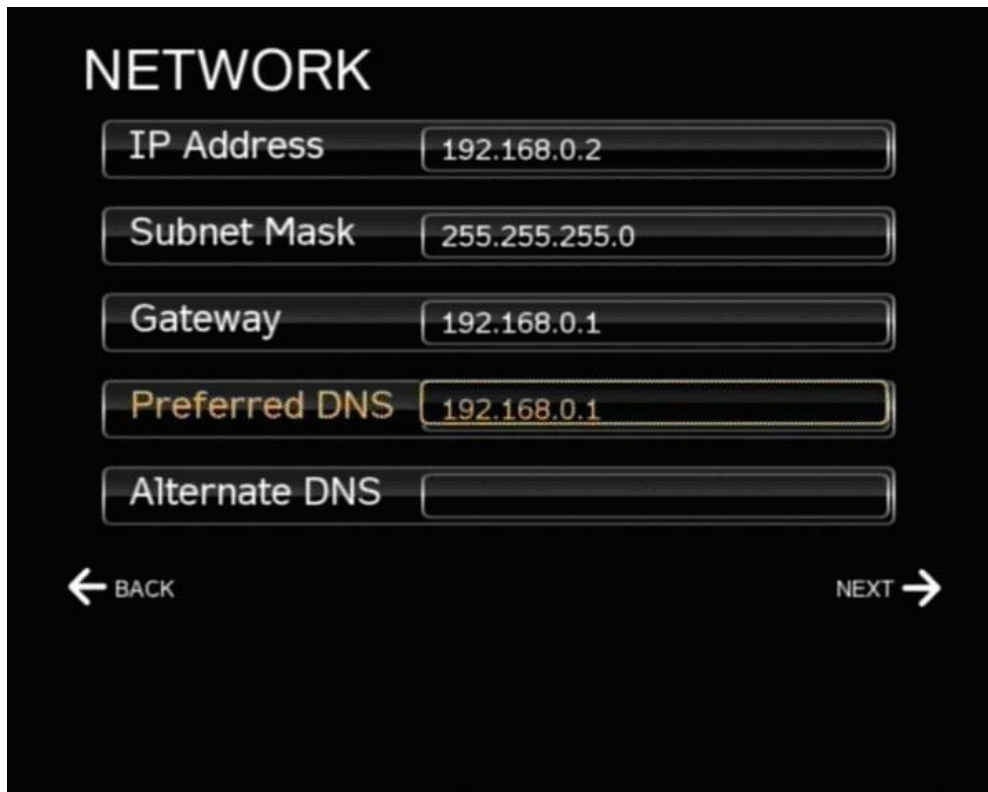 NETWORK
IP Address 192.168.0.2
Subnet Mask 255.255.255.0
Gateway 192.168.0.1
Preferred DNS 192.168.0.1
Alternate DNS
BACK NEXT